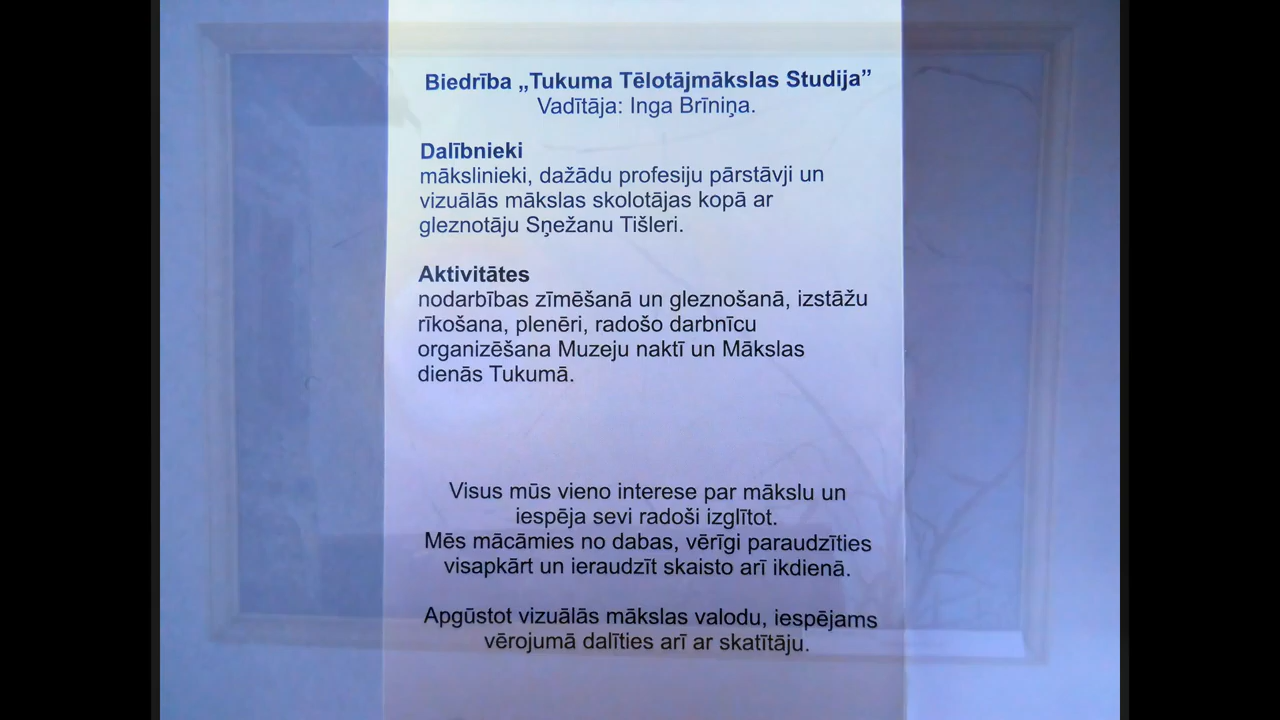 Biedrība „Tukuma Tēlotājmākslas Studija”
Vadītāja: Inga Brīniņa.
Dalībnieki
mākslinieki, dažādu profesiju pārstāvji un
vizuālās mākslas skolotājas kopā ar
gleznotāju Sņežanu Tišleri.
Aktivitātes
nodarbības zīmēšanā un gleznošanā, izstāžu
rīkošana, plenēri, radošo darbnīcu
organizēšana Muzeju naktī un Mākslas
dienās Tukumā.
Visus mūs vieno interese par mākslu un
iespēja sevi radoši izglītot.
Mēs mācāmies no dabas, vērīgi paraudzīties
visapkārt un ieraudzīt skaisto arī ikdienā.
Apgūstot vizuālās mākslas valodu, iespējams
vērojumā dalīties arī ar skatītāju.